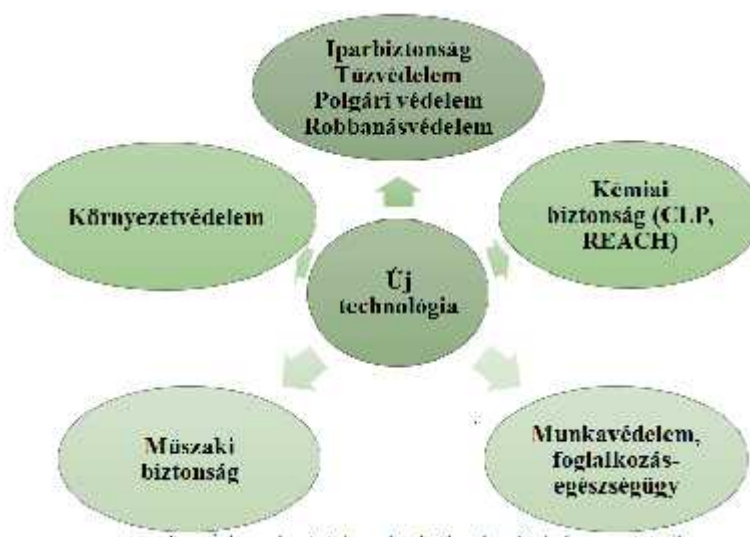 Iparbiztonság
Tűzvédelem
Polgári védelem
Robbanásvédelem
Környezetvédelem
Kémiai
biztonság (CLP,
REACH)
Új
technológia
Műszaki
biztonság
Munkavédelem,
foglalkozás-
egészségügy